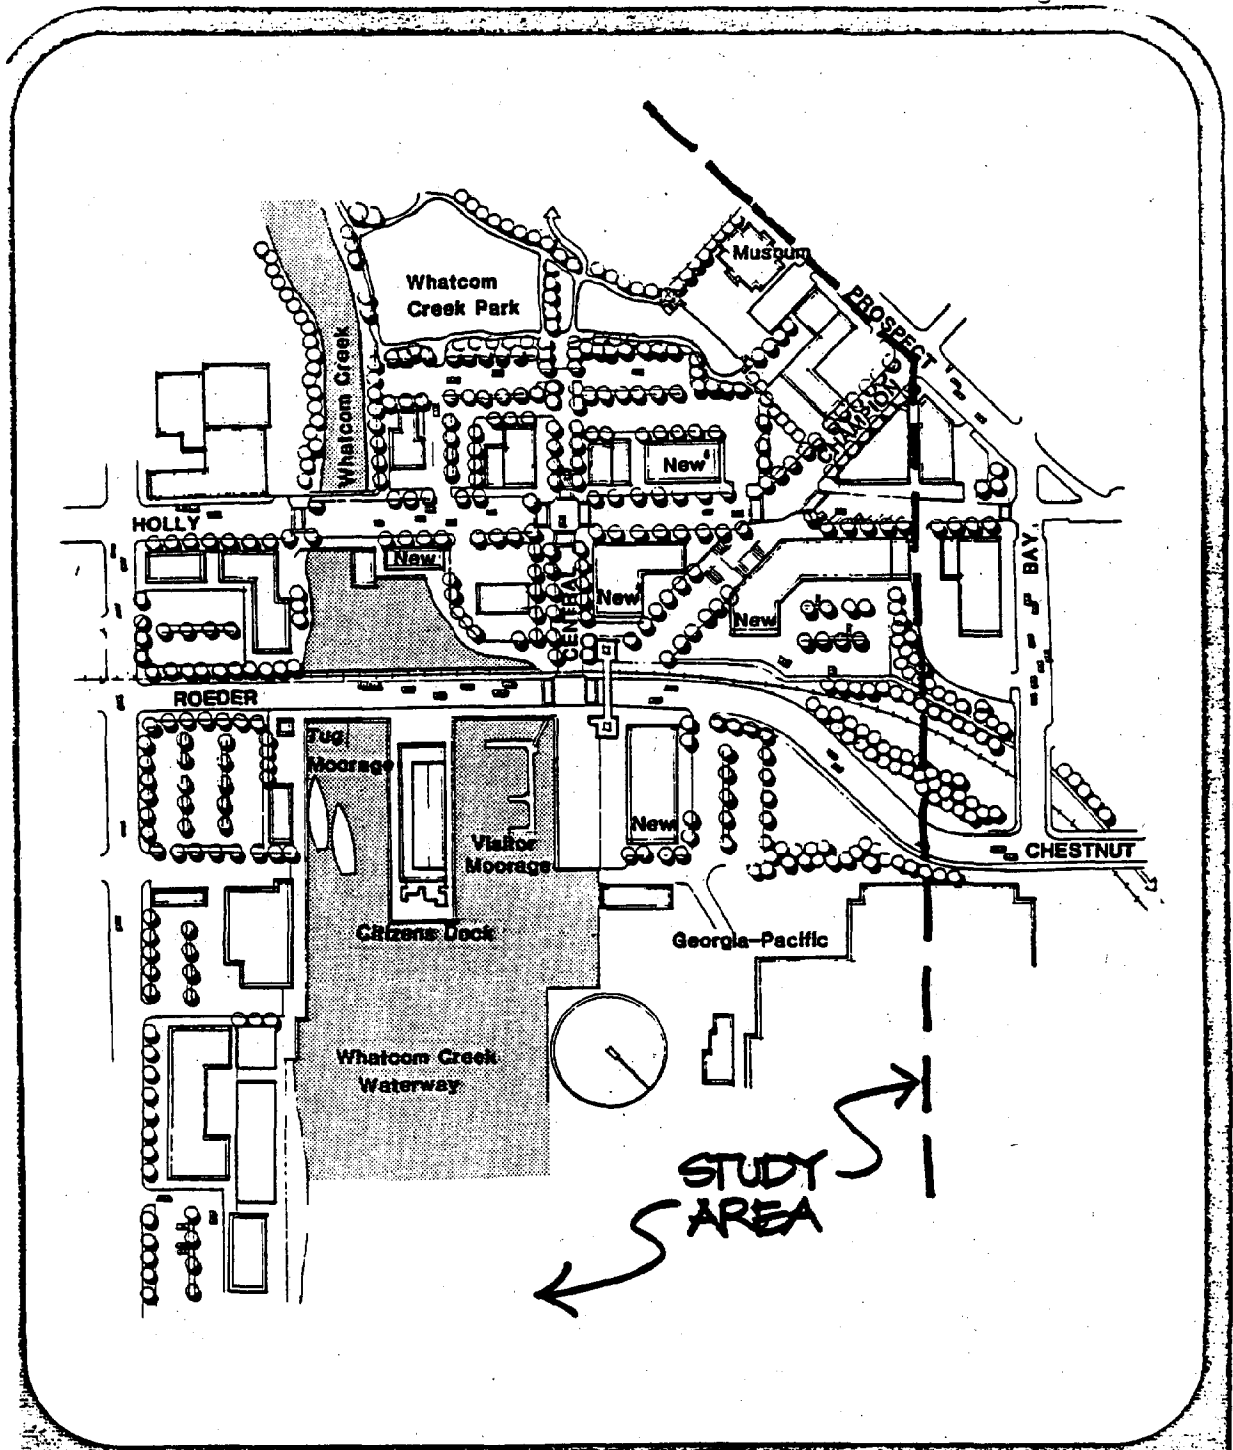 Museum
Whatcom
Creek Park
PROSPECT
Whatcom Creek
CHAMPION
New
HOLLY
New
BAY
CENTRAL
New
New
ROEDER
Tug
Moorage
New
Visitor
Moorage
CHESTNUT
Citizens Dock
Georgia-Pacific
Whatcom Creek
Waterway
STUDY
AREA